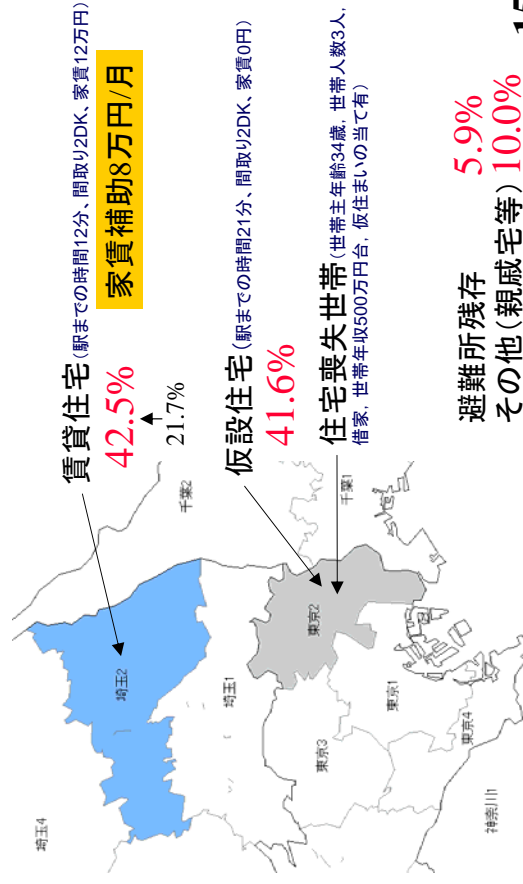 賃貸住宅(駅までの時間12分、間取り2DK、家賃12万円)
42.5%
21.7%
家賃補助8万円/月
仮設住宅(駅までの時間21分、間取り2DK、家賃0円)
41.6%
住宅喪失世帯(世帯主年齢34歳，世帯人数3人，
借家，世帯年収500万円台，仮住まいの当て有)
避難所残存 5.9%
その他(親戚宅等) 10.0%
埼玉4
埼玉2
千葉2
埼玉1
東京2
千葉1
東京3
東京1
東京4
神奈川1